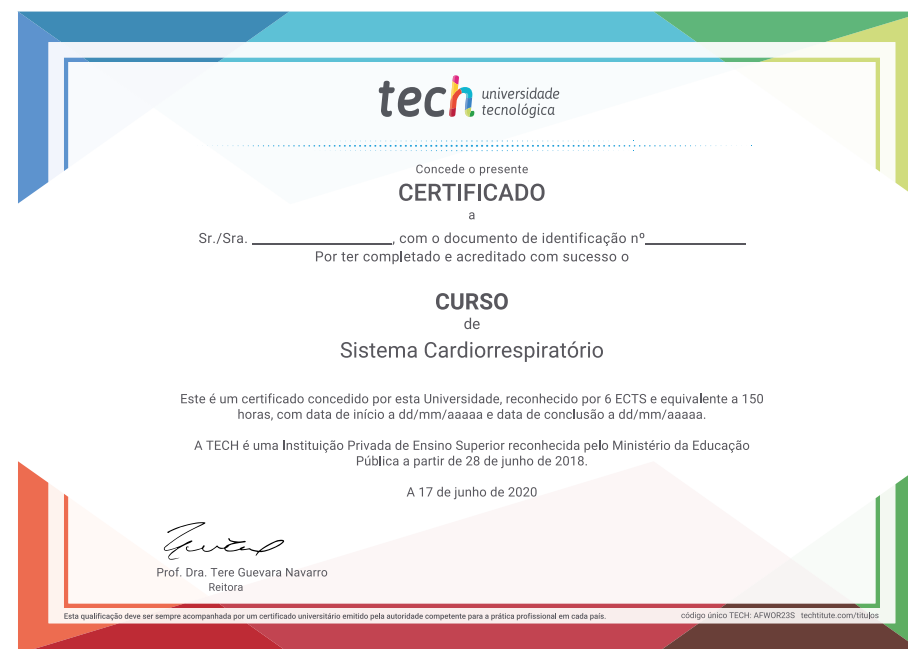 tech universidade
tecnológica
Concede o presente
CERTIFICADO
a
Sr./Sra. ____________________, com o documento de identificação nº______________
Por ter completado e acreditado com sucesso o
CURSO
de
Sistema Cardiorrespiratório
Este é um certificado concedido por esta Universidade, reconhecido por 6 ECTS e equivalente a 150
horas, com data de início a dd/mm/aaaaa e data de conclusão a dd/mm/aaaaa.
A TECH é uma Instituição Privada de Ensino Superior reconhecida pelo Ministério da Educação
Pública a partir de 28 de junho de 2018.
A 17 de junho de 2020
Prof. Dra. Tere Guevara Navarro
Reitora
Esta qualificação deve ser sempre acompanhada por um certificado universitário emitido pela autoridade competente para a prática profissional em cada país. código único TECH: AFWOR23S techtitute.com/titulos